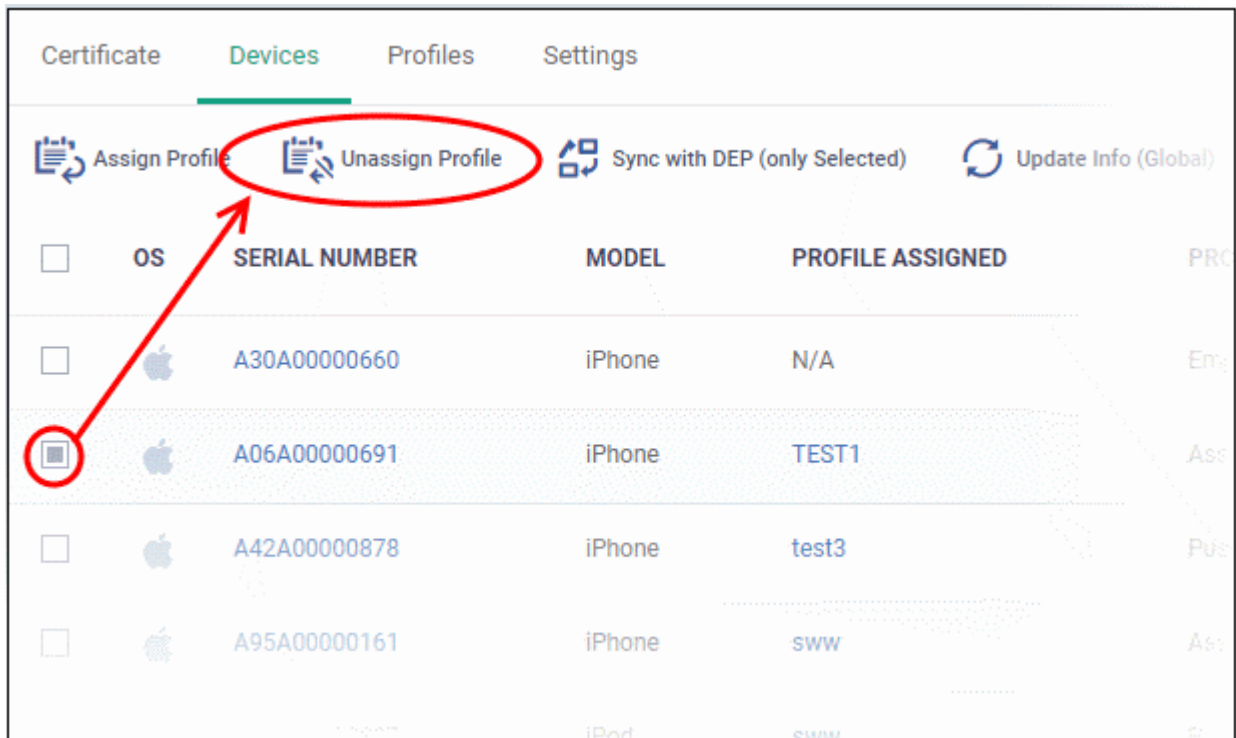 Certificate Devices Profiles Settings
Assign Profile Unassign Profile Sync with DEP (only Selected) Update Info (Global)
OS SERIAL NUMBER MODEL PROFILE ASSIGNED
A30A00000660 iPhone N/A
A06A00000691 iPhone TEST1
A42A00000878 iPhone test3
A95A00000161 iPhone sww
iPod sww